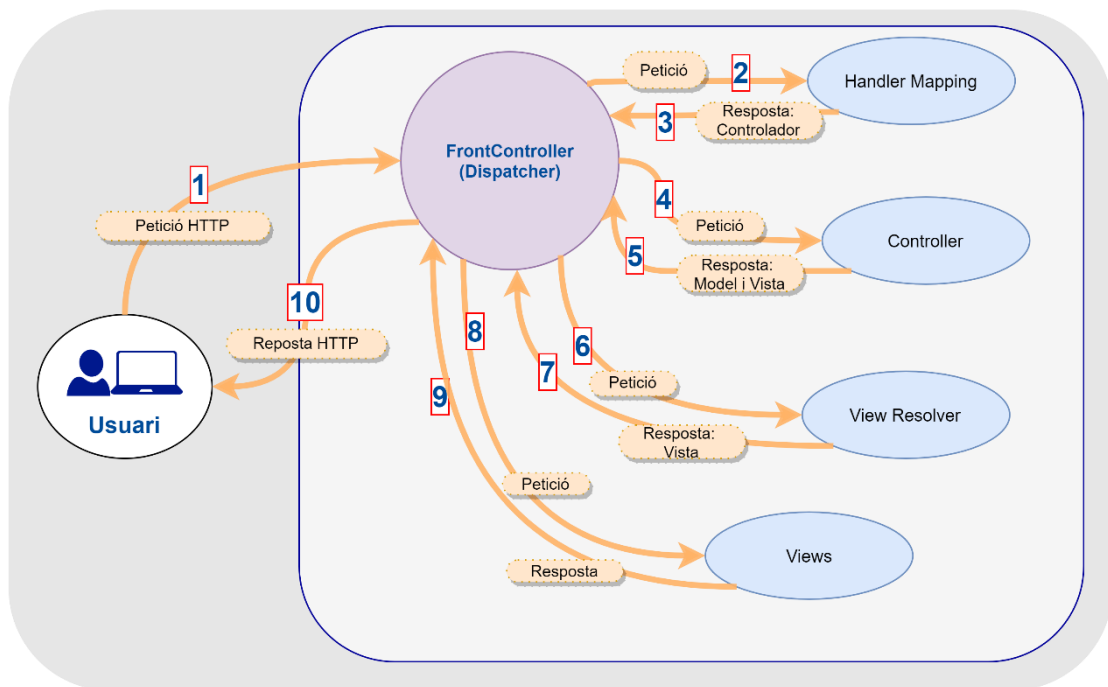 Petició
2
Handler Mapping
3
Resposta:
Controlador
FrontController
(Dispatcher)
1
Petició HTTP
4
Petició
Controller
5
Resposta:
Model i Vista
10
Reposta HTTP
8
6
7
9
Petició
View Resolver
Resposta:
Vista
Usuari
Petició
Views
Resposta